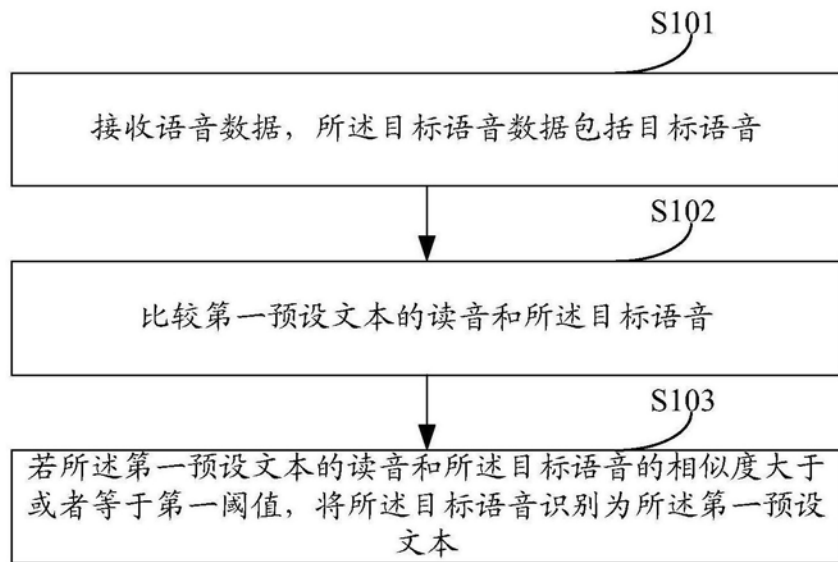 S101
接收语音数据，所述目标语音数据包括目标语音
S102
比较第一预设文本的读音和所述目标语音
S103
若所述第一预设文本的读音和所述目标语音的相似度大于
或者等于第一阈值，将所述目标语音识别为所述第一预设
文本